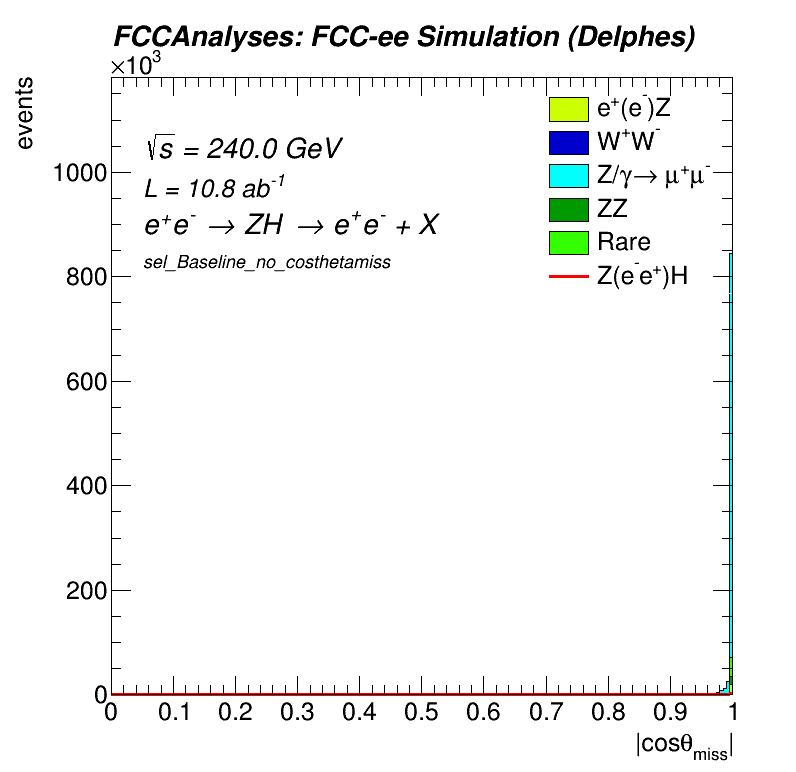 FCCAnalyses: FCC-ee Simulation (Delphes)
×10³
events
√s = 240.0 GeV
L = 10.8 ab⁻¹
e⁺e⁻ → ZH → e⁺e⁻ + X
sel_Baseline_no_costhetamiss
e⁺(e⁻)Z
W⁺W⁻
Z/γ→ μ⁺μ⁻
ZZ
Rare
Z(e⁻e⁺)H
1000
800
600
400
200
0
0 0.1 0.2 0.3 0.4 0.5 0.6 0.7 0.8 0.9 1
|cosθ_miss|